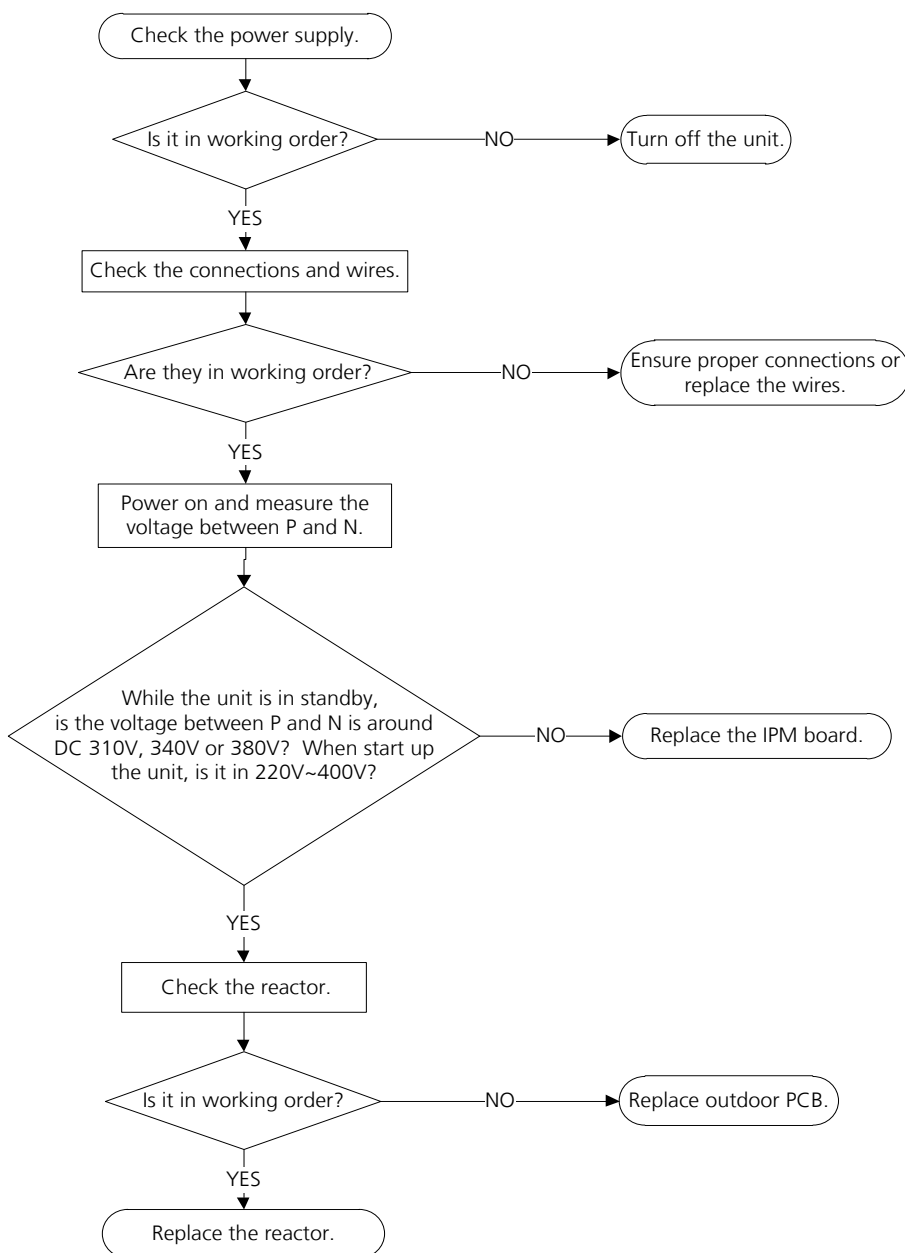 Check the power supply.
Is it in working order?
NO
Turn off the unit.
YES
Check the connections and wires.
Are they in working order?
NO
Ensure proper connections or
replace the wires.
YES
Power on and measure the
voltage between P and N.
While the unit is in standby,
is the voltage between P and N is around
DC 310V, 340V or 380V? When start up
the unit, is it in 220V~400V?
NO
Replace the IPM board.
YES
Check the reactor.
Is it in working order?
NO
Replace outdoor PCB.
YES
Replace the reactor.